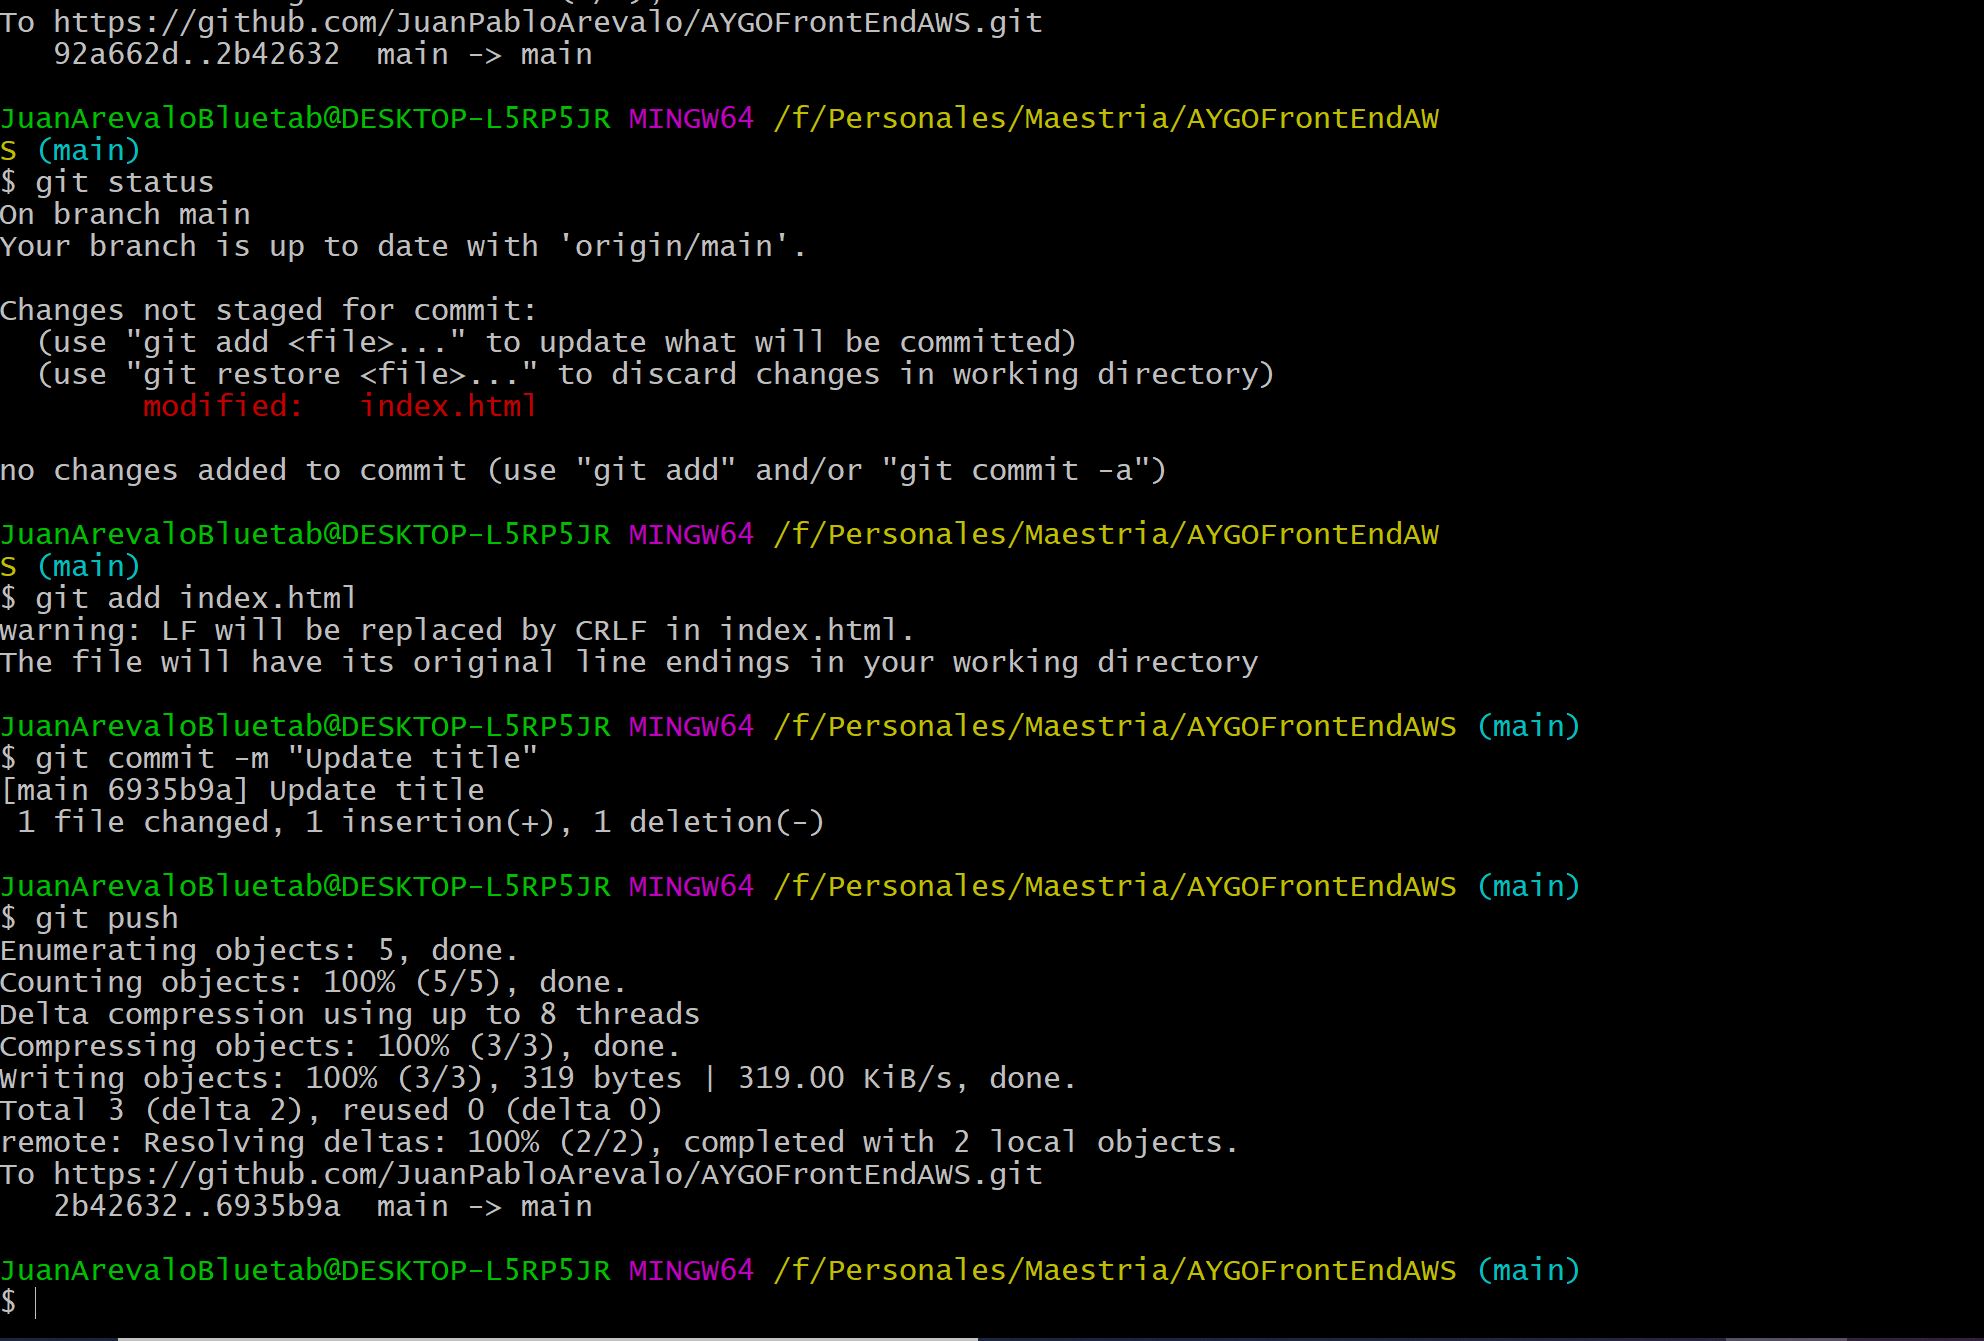 To https://github.com/JuanPabloArevalo/AYGOFrontEndAWS.git
   92a662d..2b42632  main -> main

JuanArevaloBluetab@DESKTOP-L5RP5JR MINGW64 /f/Personales/Maestria/AYGOFrontEndAW
S (main)
$ git status
On branch main
Your branch is up to date with 'origin/main'.

Changes not staged for commit:
  (use "git add <file>..." to update what will be committed)
  (use "git restore <file>..." to discard changes in working directory)
        modified:   index.html

no changes added to commit (use "git add" and/or "git commit -a")

JuanArevaloBluetab@DESKTOP-L5RP5JR MINGW64 /f/Personales/Maestria/AYGOFrontEndAW
S (main)
$ git add index.html
warning: LF will be replaced by CRLF in index.html.
The file will have its original line endings in your working directory

JuanArevaloBluetab@DESKTOP-L5RP5JR MINGW64 /f/Personales/Maestria/AYGOFrontEndAWS (main)
$ git commit -m "Update title"
[main 6935b9a] Update title
 1 file changed, 1 insertion(+), 1 deletion(-)

JuanArevaloBluetab@DESKTOP-L5RP5JR MINGW64 /f/Personales/Maestria/AYGOFrontEndAWS (main)
$ git push
Enumerating objects: 5, done.
Counting objects: 100% (5/5), done.
Delta compression using up to 8 threads
Compressing objects: 100% (3/3), done.
Writing objects: 100% (3/3), 319 bytes | 319.00 KiB/s, done.
Total 3 (delta 2), reused 0 (delta 0)
remote: Resolving deltas: 100% (2/2), completed with 2 local objects.
To https://github.com/JuanPabloArevalo/AYGOFrontEndAWS.git
   2b42632..6935b9a  main -> main

JuanArevaloBluetab@DESKTOP-L5RP5JR MINGW64 /f/Personales/Maestria/AYGOFrontEndAWS (main)
$